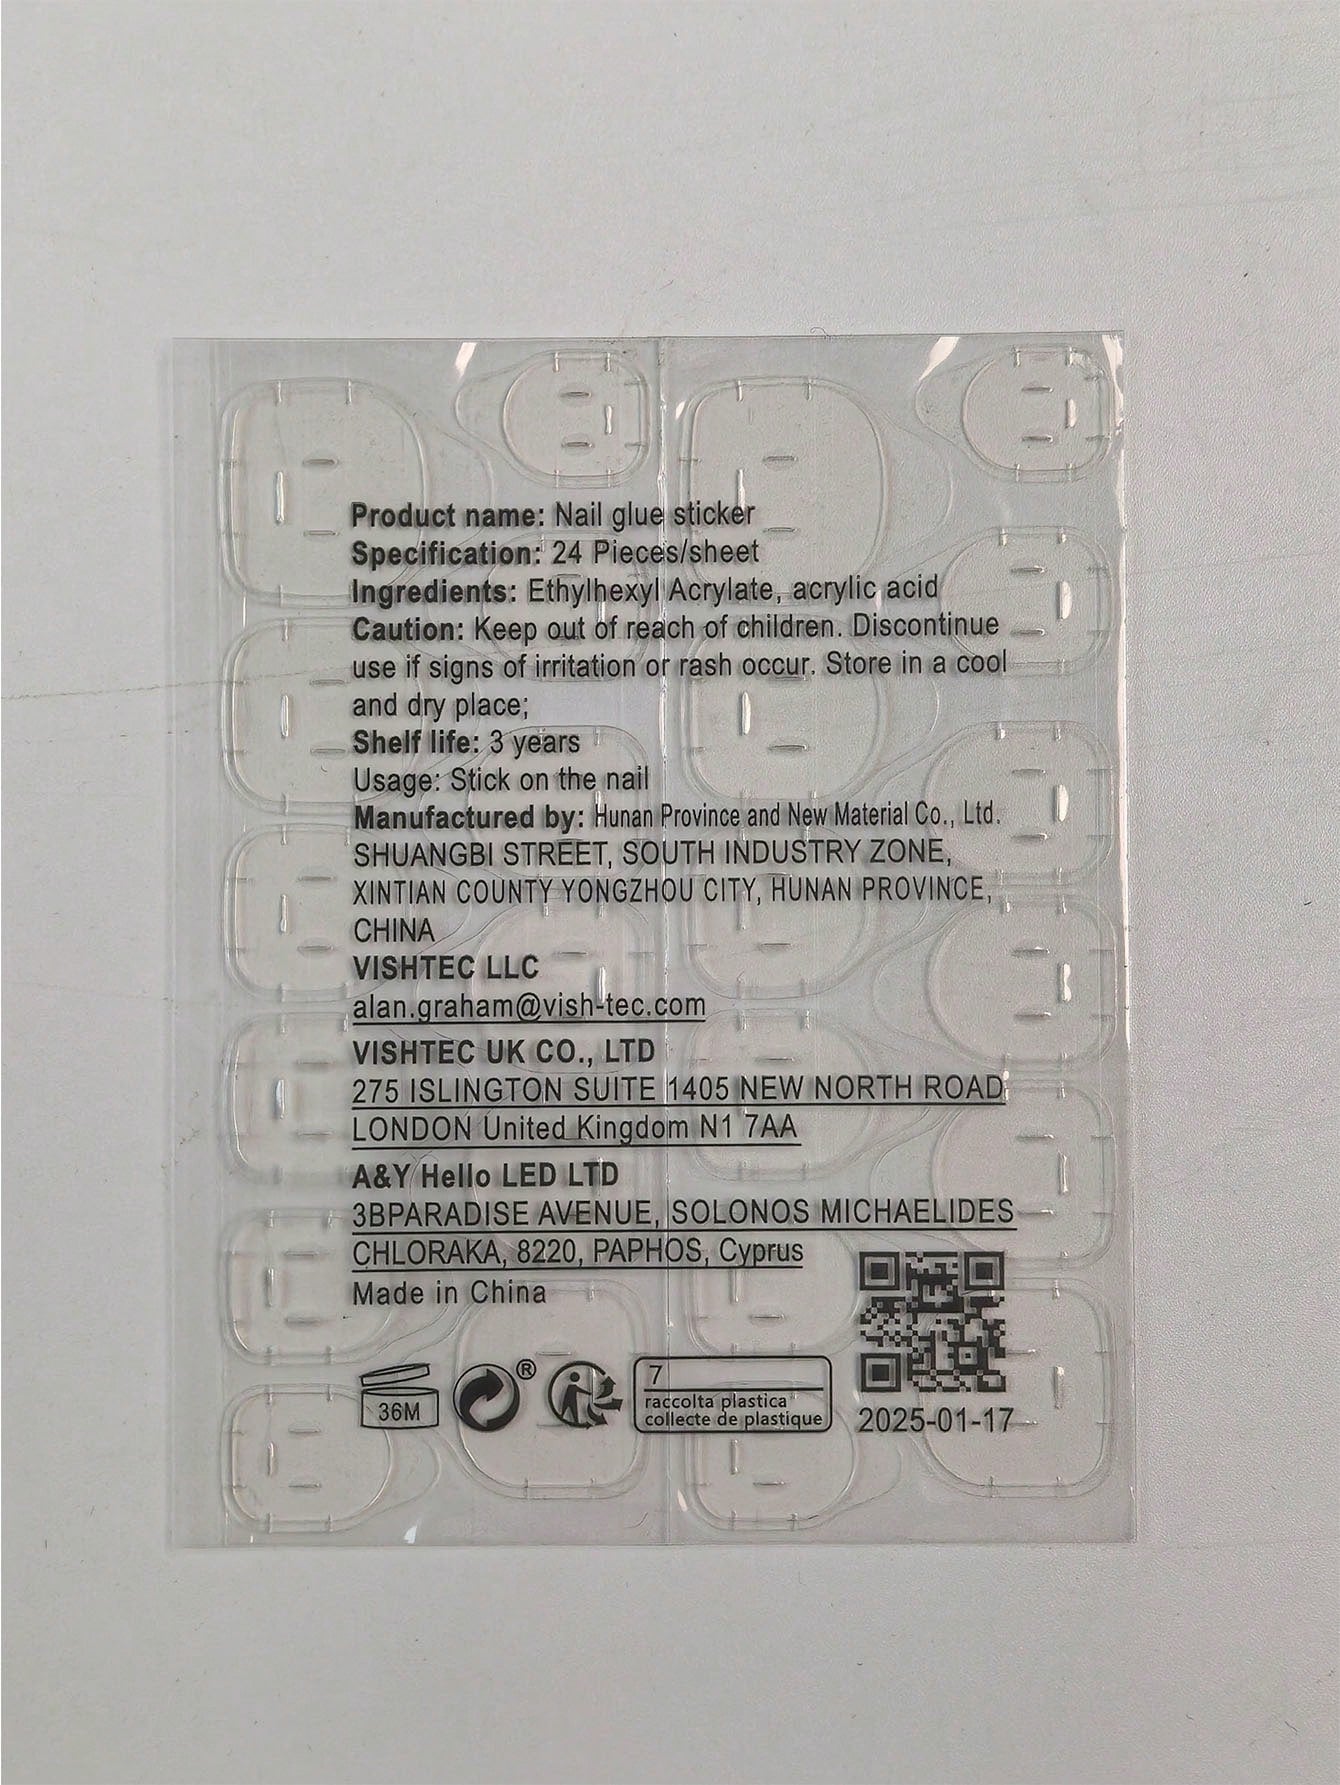 Product name: Nail glue sticker
Specification: 24 Pieces/sheet
Ingredients: Ethylhexyl Acrylate, acrylic acid
Caution: Keep out of reach of children. Discontinue
use if signs of irritation or rash occur. Store in a cool
and dry place;
Shelf life: 3 years
Usage: Stick on the nail
Manufactured by: Hunan Province and New Material Co., Ltd.
SHUANGBI STREET, SOUTH INDUSTRY ZONE,
XINTIAN COUNTY YONGZHOU CITY, HUNAN PROVINCE,
CHINA
VISHTEC LLC
alan.graham@vish-tec.com
VISHTEC UK CO., LTD
275 ISLINGTON SUITE 1405 NEW NORTH ROAD
LONDON United Kingdom N1 7AA
A&Y Hello LED LTD
3BPARADISE AVENUE, SOLONOS MICHAELIDES
CHLORAKA, 8220, PAPHOS, Cyprus
Made in China
36M
®
7
raccolta plastica
collecte de plastique
2025-01-17